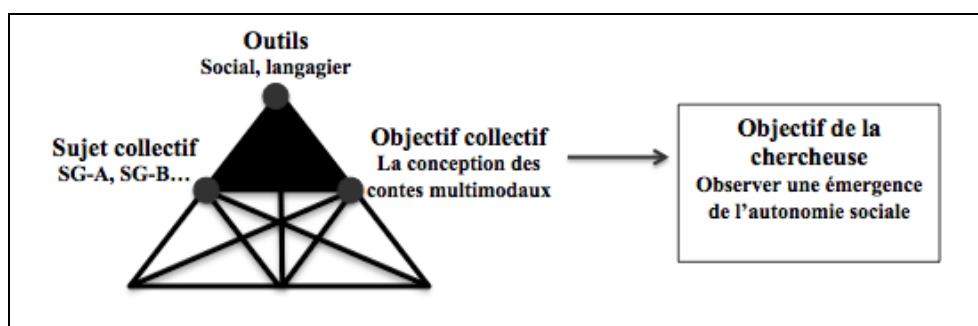 Outils
Social, langagier
Sujet collectif
SG-A, SG-B…
Objectif collectif
La conception des
contes multimodaux
Objectif de la
chercheuse
Observer une émergence
de l’autonomie sociale